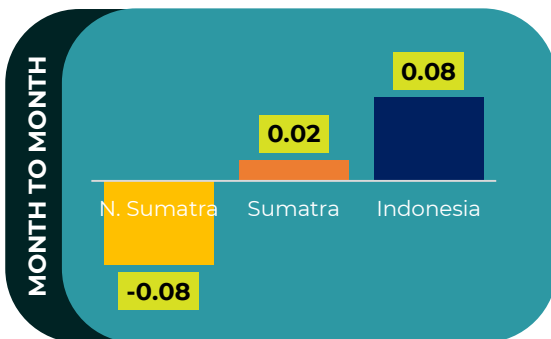 MONTH TO MONTH
0.08
0.02
N. Sumatra Sumatra Indonesia
-0.08